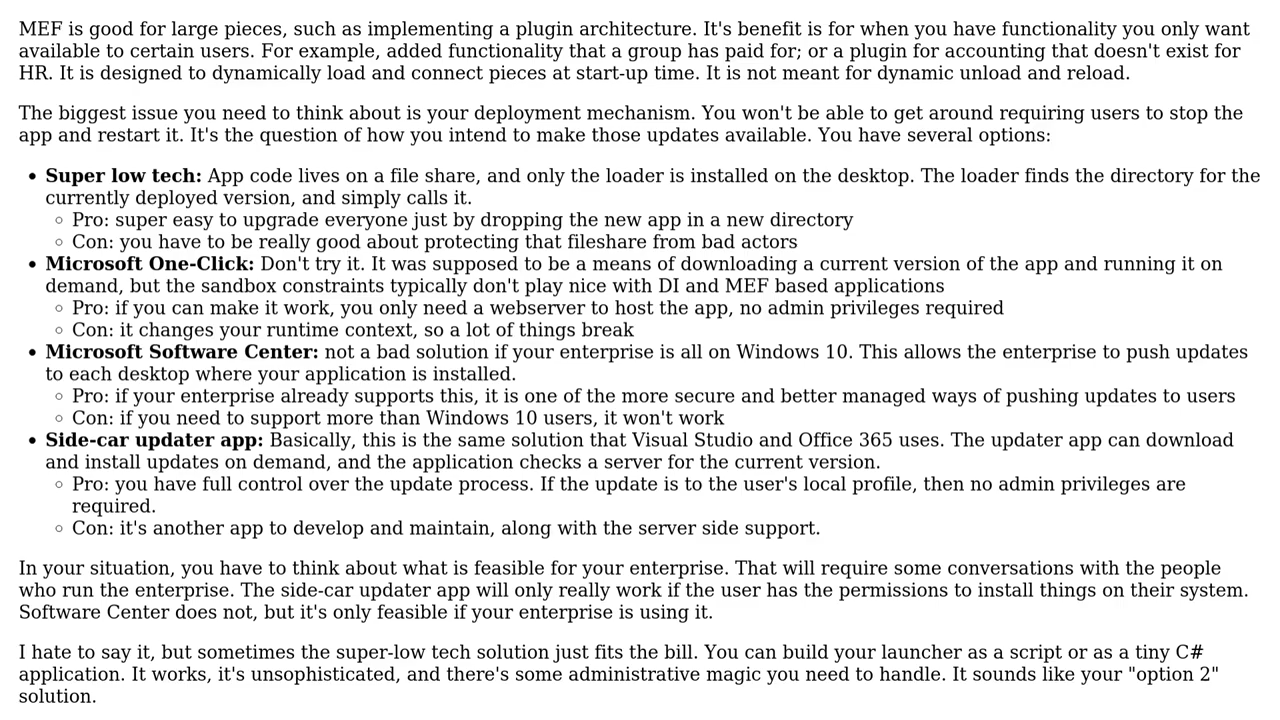 MEF is good for large pieces, such as implementing a plugin architecture. It's benefit is for when you have functionality you only want
available to certain users. For example, added functionality that a group has paid for; or a plugin for accounting that doesn't exist for
HR. It is designed to dynamically load and connect pieces at start-up time. It is not meant for dynamic unload and reload.
The biggest issue you need to think about is your deployment mechanism. You won't be able to get around requiring users to stop the
app and restart it. It's the question of how you intend to make those updates available. You have several options:
• Super low tech: App code lives on a file share, and only the loader is installed on the desktop. The loader finds the directory for the
currently deployed version, and simply calls it.
◦ Pro: super easy to upgrade everyone just by dropping the new app in a new directory
◦ Con: you have to be really good about protecting that fileshare from bad actors
• Microsoft One-Click: Don't try it. It was supposed to be a means of downloading a current version of the app and running it on
demand, but the sandbox constraints typically don't play nice with DI and MEF based applications
◦ Pro: if you can make it work, you only need a webserver to host the app, no admin privileges required
◦ Con: it changes your runtime context, so a lot of things break
• Microsoft Software Center: not a bad solution if your enterprise is all on Windows 10. This allows the enterprise to push updates
to each desktop where your application is installed.
◦ Pro: if your enterprise already supports this, it is one of the more secure and better managed ways of pushing updates to users
◦ Con: if you need to support more than Windows 10 users, it won't work
• Side-car updater app: Basically, this is the same solution that Visual Studio and Office 365 uses. The updater app can download
and install updates on demand, and the application checks a server for the current version.
◦ Pro: you have full control over the update process. If the update is to the user's local profile, then no admin privileges are
required.
◦ Con: it's another app to develop and maintain, along with the server side support.
In your situation, you have to think about what is feasible for your enterprise. That will require some conversations with the people
who run the enterprise. The side-car updater app will only really work if the user has the permissions to install things on their system.
Software Center does not, but it's only feasible if your enterprise is using it.
I hate to say it, but sometimes the super-low tech solution just fits the bill. You can build your launcher as a script or as a tiny C#
application. It works, it's unsophisticated, and there's some administrative magic you need to handle. It sounds like your "option 2"
solution.